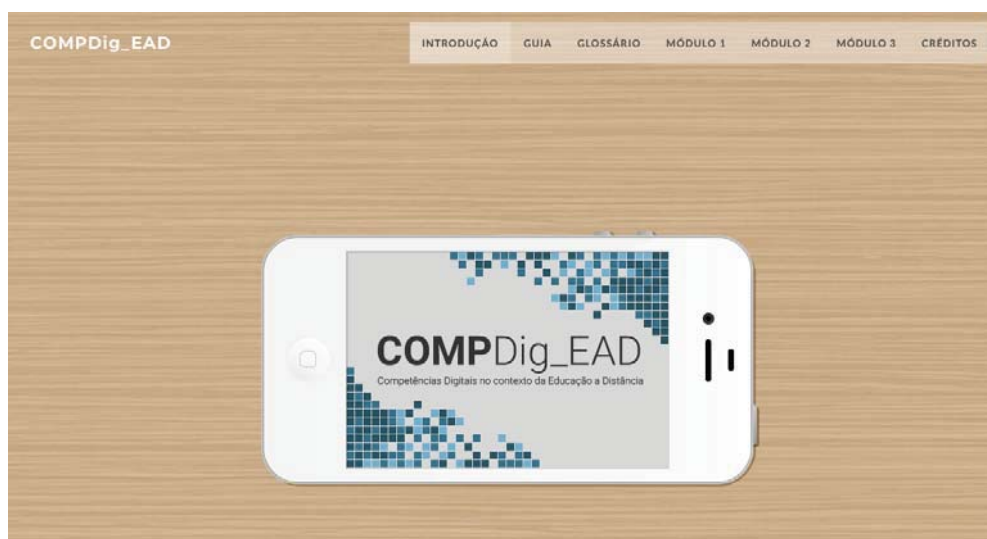 COMPDig_EAD
INTRODUÇÃO GUIA GLOSSÁRIO MÓDULO 1 MÓDULO 2 MÓDULO 3 CRÉDITOS
COMPDig_EAD
Competências Digitais no contexto da Educação a Distância